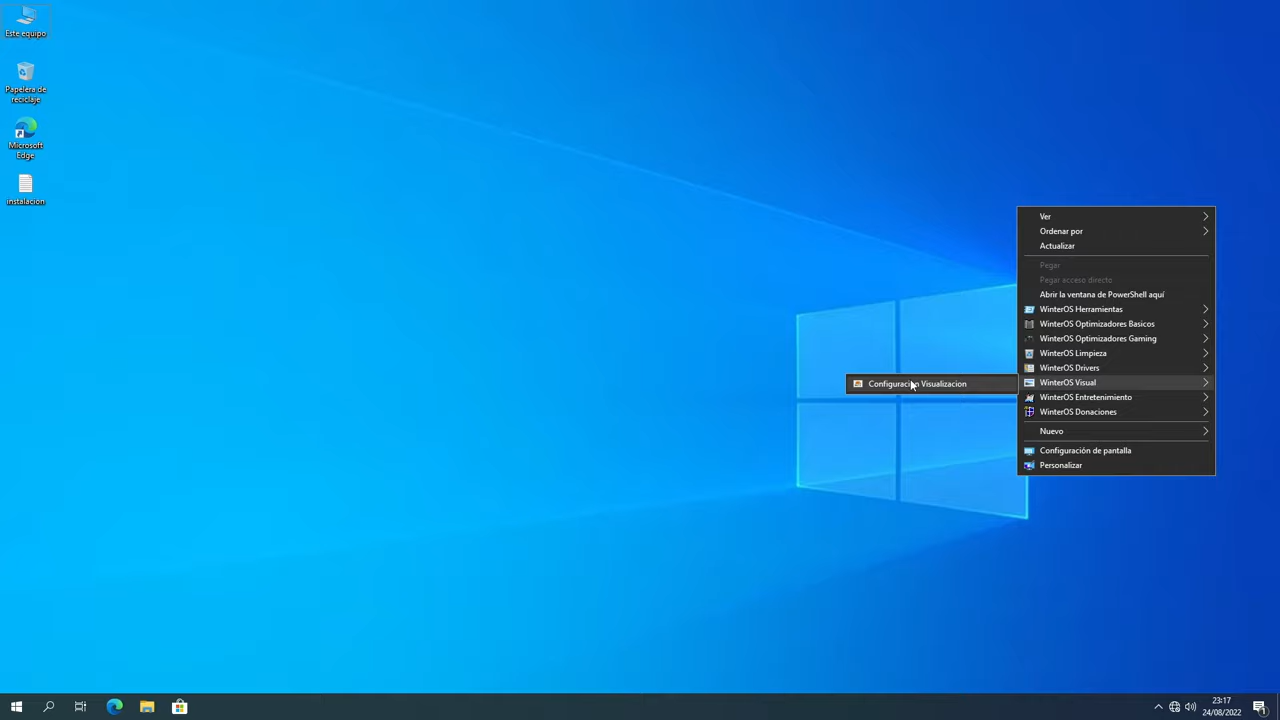 Este equipo
Papelera de
reciclaje
Microsoft
Edge
instalacion
Ver
Ordenar por
Actualizar
Pegar
Pegar acceso directo
Abrir la ventana de PowerShell aquí
WinterOS Herramientas
WinterOS Optimizadores Basicos
WinterOS Optimizadores Gaming
WinterOS Limpieza
WinterOS Drivers
WinterOS Visual
Configuracion Visualizacion
WinterOS Entretenimiento
WinterOS Donaciones
Nuevo
Configuración de pantalla
Personalizar
23:17
24/08/2022
1